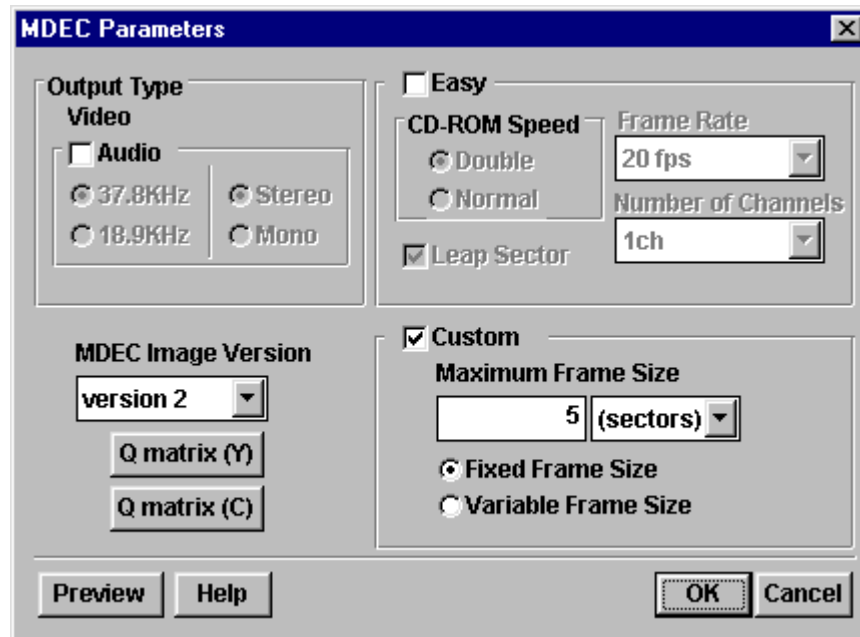 MDEC Parameters
Output Type
Video
Audio
37.8KHz
Stereo
18.9KHz
Mono
Easy
CD-ROM Speed
Double
Normal
Leap Sector
Frame Rate
20 fps
Number of Channels
1ch
MDEC Image Version
version 2
Q matrix (Y)
Q matrix (C)
Custom
Maximum Frame Size
5 (sectors)
Fixed Frame Size
Variable Frame Size
Preview
Help
OK
Cancel